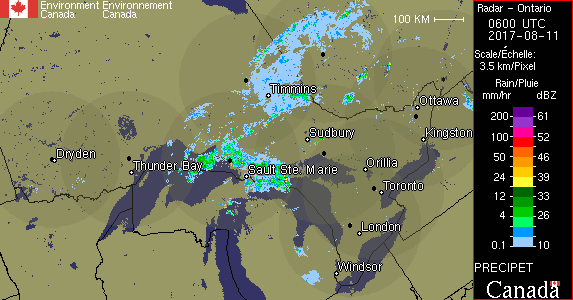 Environment Environnement
Canada Canada
100 KM
Timmins
Ottawa
Sudbury
Kingston
Dryden
Thunder Bay
Sault Ste. Marie
Orillia
Toronto
London
Windsor
Radar - Ontario
0600 UTC
2017-08-11
Scale/Échelle:
3.5 km/Pixel
Rain/Pluie
mm/hr dBZ
200 61
100 52
50 46
24 39
12 33
4 26
0.1 10
PRECIPET
Canada